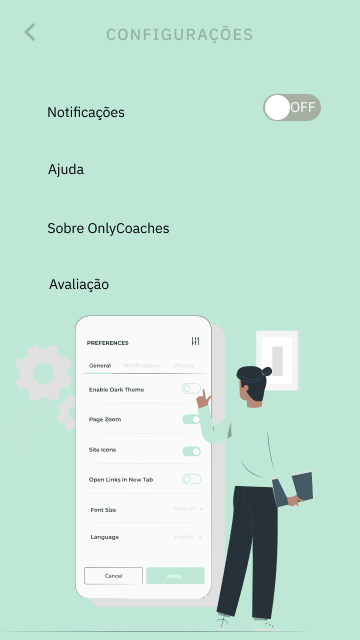 CONFIGURAÇÕES
Notificações
OFF
Ajuda
Sobre OnlyCoaches
Avaliação
PREFERENCES
General Notifications Privacy
Enable Dark Theme
Page Zoom
Site Icons
Open Links in New Tab
Font Size Medium
Language English
Cancel Apply